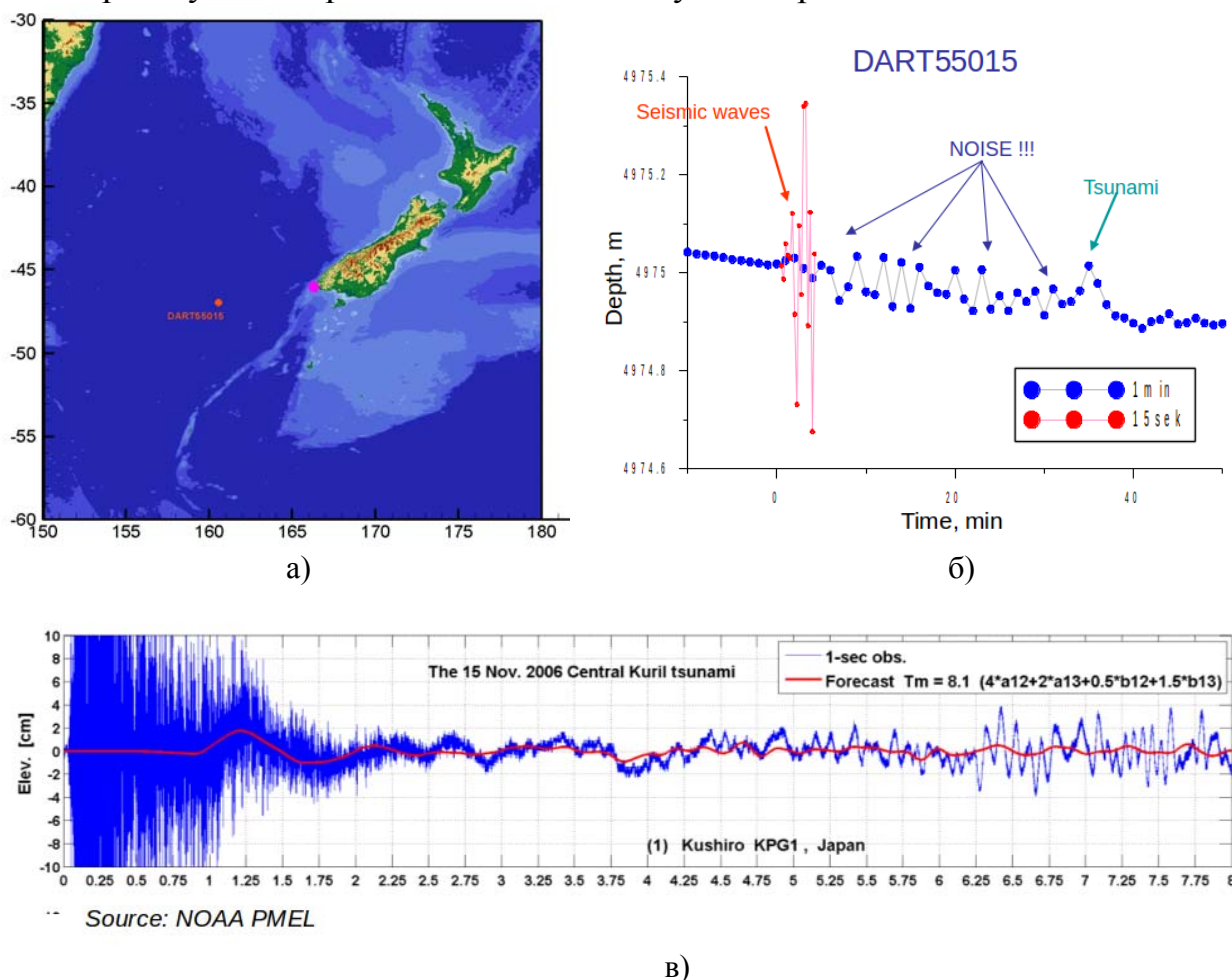 -30
-35
-40
-45
-50
-55
-60
150
155
160
165
170
175
180
DART55015
а)
DART55015
4975.4
4975.2
4975
4974.8
4974.6
Depth, m
Seismic waves
NOISE !!!
Tsunami
1min
15sek
0
20
40
Time, min
б)
10
8
6
4
2
0
-2
-4
-6
-8
-10
Elev. [cm]
The 15 Nov. 2006 Central Kuril tsunami
1-sec obs.
Forecast Tm = 8.1 (4*a12+2*a13+0.5*b12+1.5*b13)
(1) Kushiro KPG1 , Japan
0 0.25 0.5 0.75 1 1.25 1.5 1.75 2 2.25 2.5 2.75 3 3.25 3.5 3.75 4 4.25 4.5 4.75 5 5.25 5.5 5.75 6 6.25 6.5 6.75 7 7.25 7.5 7.75
Source: NOAA PMEL
в)